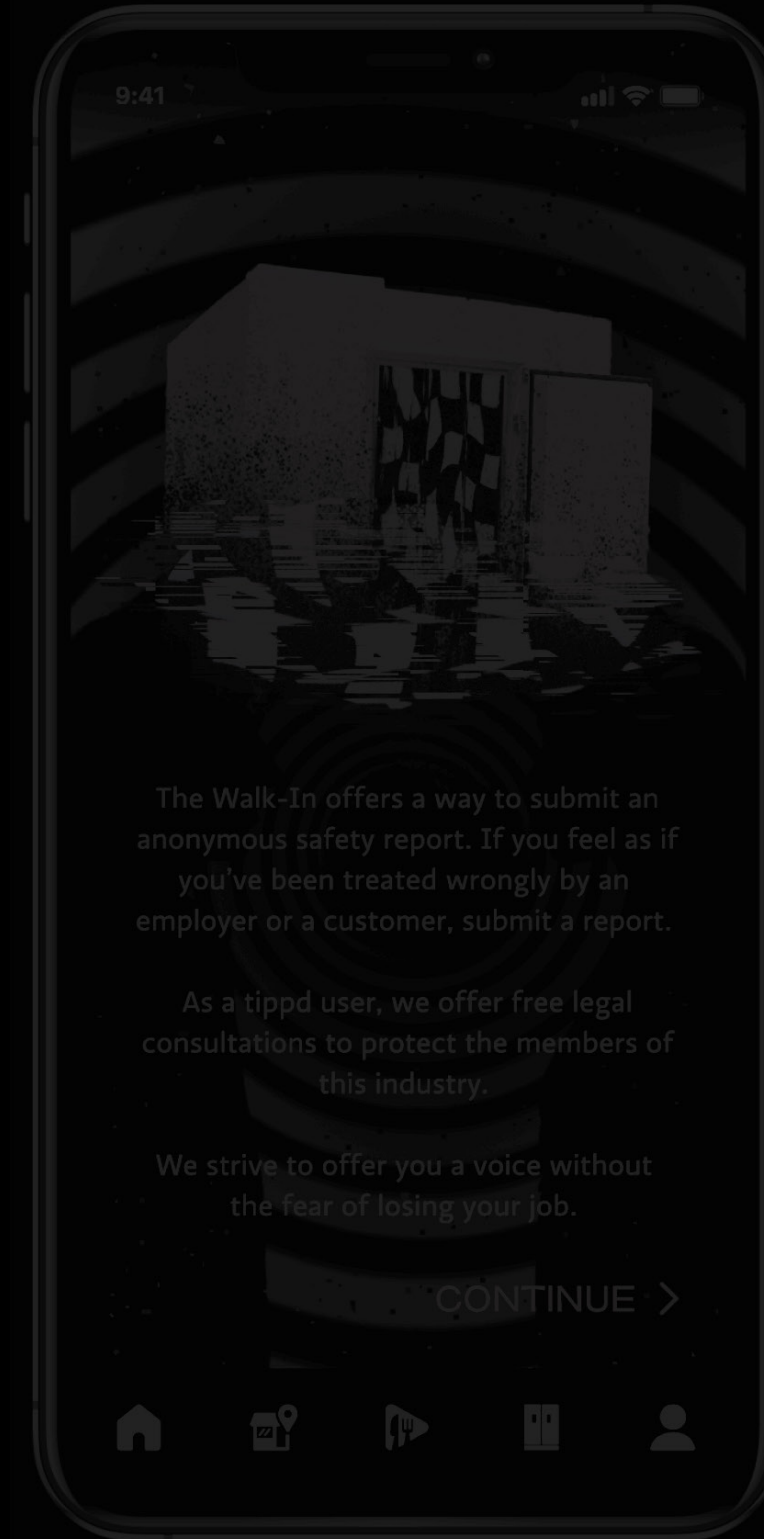 9:41
The Walk-In offers a way to submit an
anonymous safety report. If you feel as if
you've been treated wrongly by an
employer or a customer, submit a report.
As a tippd user, we offer free legal
consultations to protect the members of
this industry.
We strive to offer you a voice without
the fear of losing your job.
CONTINUE >